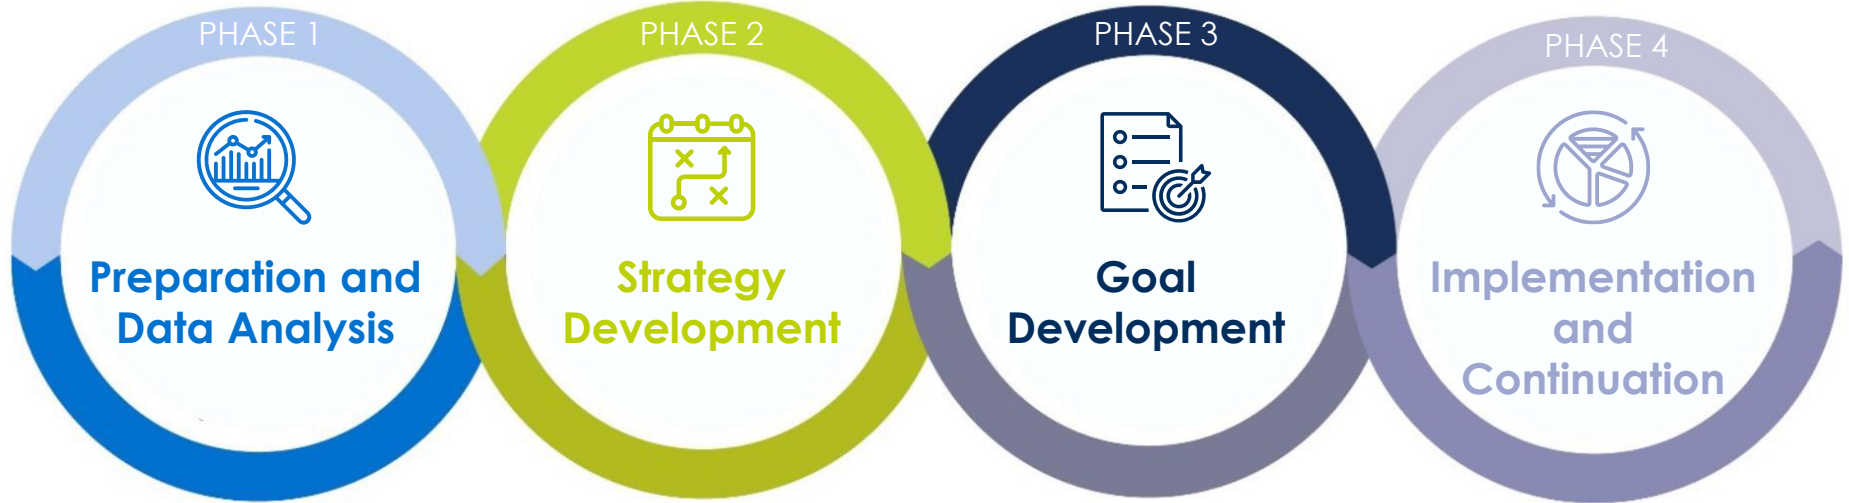 PHASE 1
Preparation and
Data Analysis
PHASE 2
Strategy
Development
PHASE 3
Goal
Development
PHASE 4
Implementation
and
Continuation